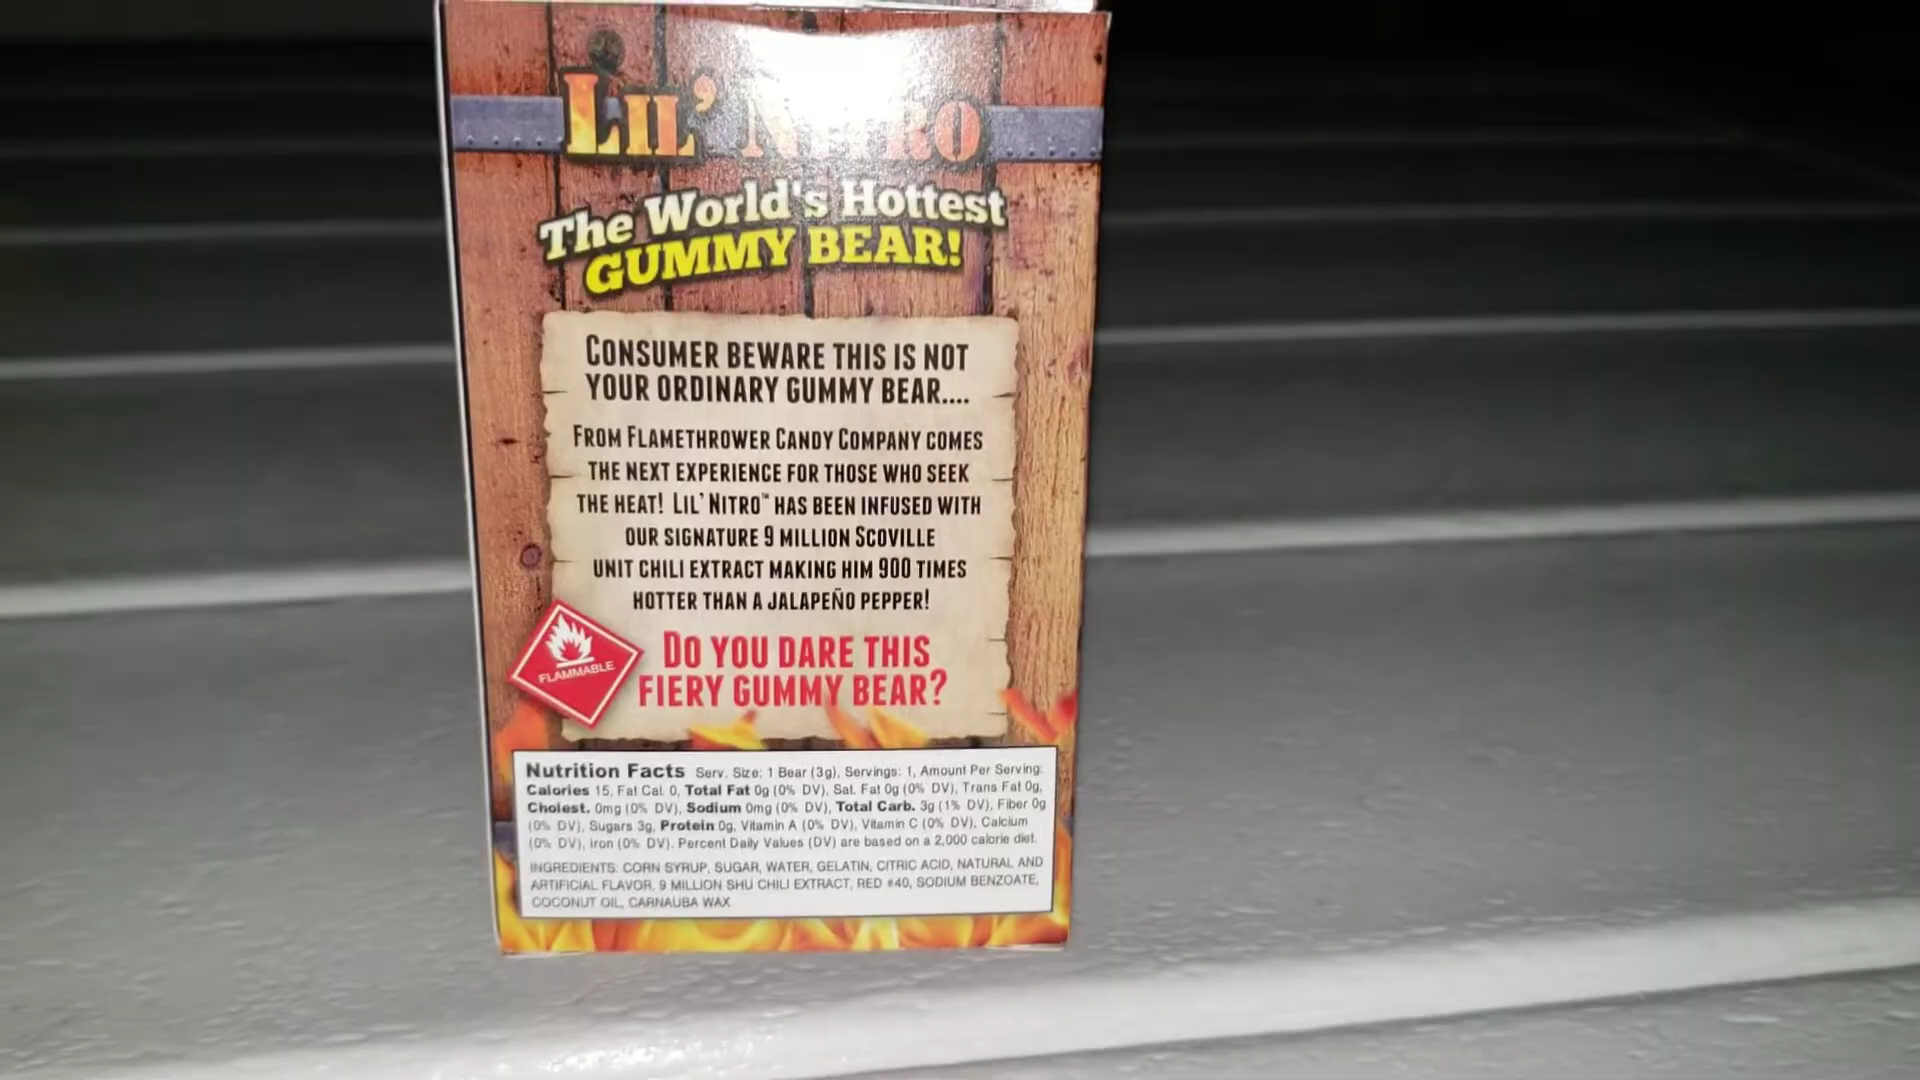 LIL' NITRO
The World's Hottest
GUMMY BEAR!
CONSUMER BEWARE THIS IS NOT
YOUR ORDINARY GUMMY BEAR....
FROM FLAMETHROWER CANDY COMPANY COMES
THE NEXT EXPERIENCE FOR THOSE WHO SEEK
THE HEAT! LIL' NITRO™ HAS BEEN INFUSED WITH
OUR SIGNATURE 9 MILLION SCOVILLE
UNIT CHILI EXTRACT MAKING HIM 900 TIMES
HOTTER THAN A JALAPEÑO PEPPER!
FLAMMABLE
DO YOU DARE THIS
FIERY GUMMY BEAR?
Nutrition Facts Serv. Size: 1 Bear (3g), Servings: 1, Amount Per Serving:
Calories 15, Fat Cal. 0, Total Fat 0g (0% DV), Sat. Fat 0g (0% DV), Trans Fat 0g,
Cholest. 0mg (0% DV), Sodium 0mg (0% DV), Total Carb. 3g (1% DV), Fiber 0g
(0% DV), Sugars 3g, Protein 0g, Vitamin A (0% DV), Vitamin C (0% DV), Calcium
(0% DV), Iron (0% DV). Percent Daily Values (DV) are based on a 2,000 calorie diet.
INGREDIENTS: CORN SYRUP, SUGAR, WATER, GELATIN, CITRIC ACID, NATURAL AND
ARTIFICIAL FLAVOR, 9 MILLION SHU CHILI EXTRACT, RED #40, SODIUM BENZOATE,
COCONUT OIL, CARNAUBA WAX